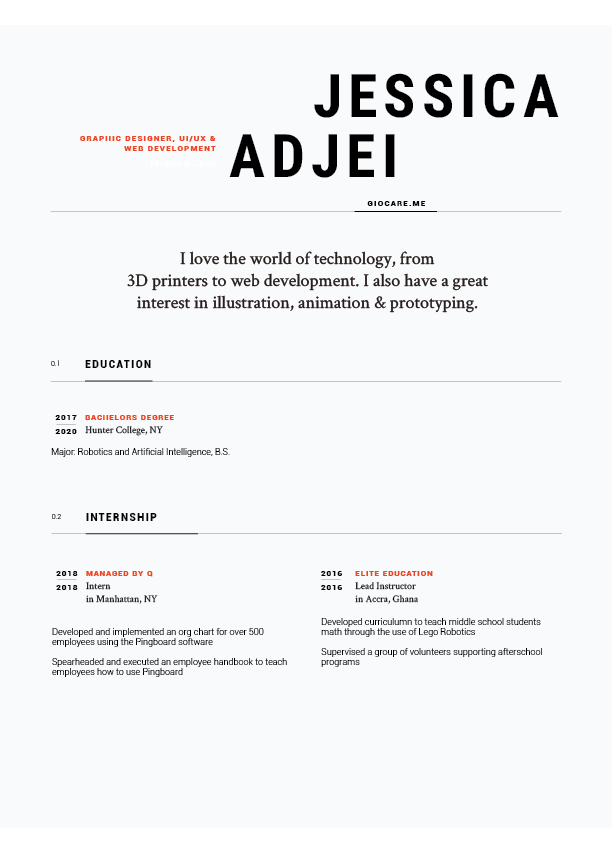 JESSICA
ADJEI
GRAPHIC DESIGNER, UI/UX &
WEB DEVELOPMENT
GIOCARE.ME
I love the world of technology, from
3D printers to web development. I also have a great
interest in illustration, animation & prototyping.
0.1 EDUCATION
2017 BACHELORS DEGREE
2020 Hunter College, NY
Major: Robotics and Artificial Intelligence, B.S.
0.2 INTERNSHIP
2018 MANAGED BY Q
2018 Intern
in Manhattan, NY
Developed and implemented an org chart for over 500
employees using the Pingboard software
Spearheaded and executed an employee handbook to teach
employees how to use Pingboard
2016 ELITE EDUCATION
2016 Lead Instructor
in Accra, Ghana
Developed curriculumn to teach middle school students
math through the use of Lego Robotics
Supervised a group of volunteers supporting afterschool
programs